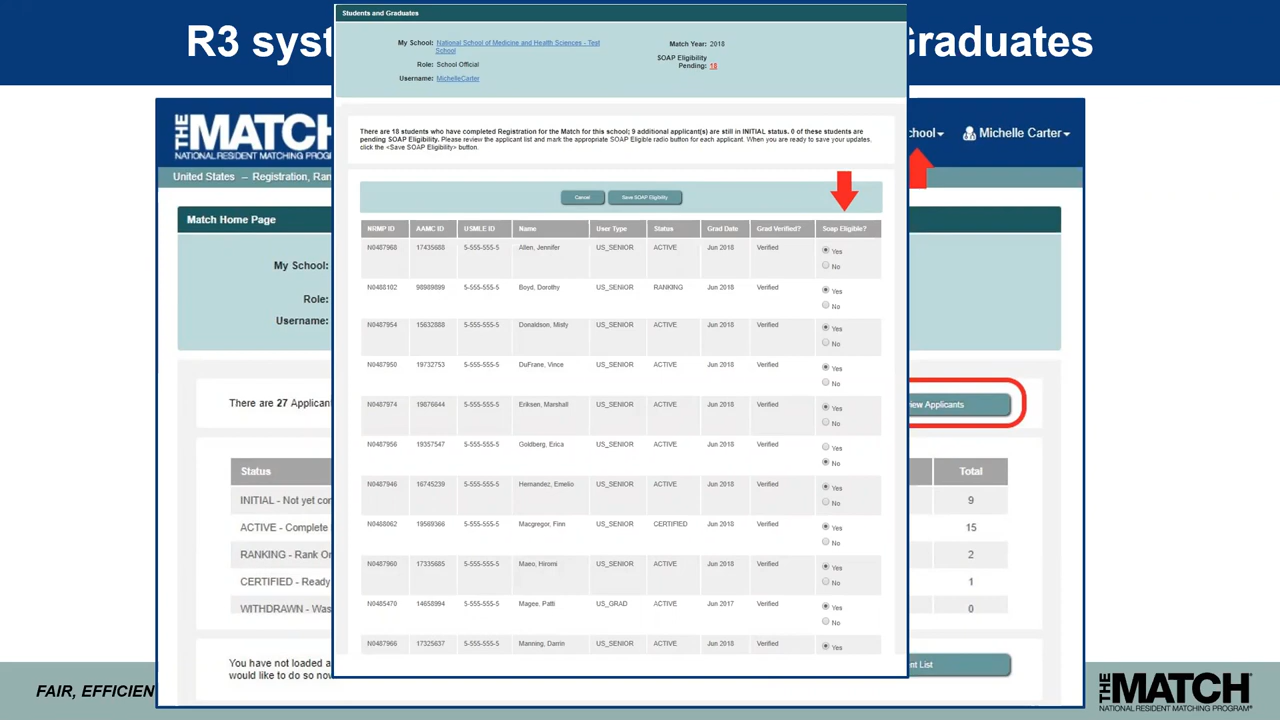 R3 syst
Graduates
Students and Graduates
My School: National School of Medicine and Health Sciences - Test
School
Role: School Official
Username: MichelleCarter
Match Year: 2018
SOAP Eligibility
Pending: 18
There are 18 students who have completed Registration for the Match for this school; 9 additional applicant(s) are still in INITIAL status. 0 of these students are
pending SOAP Eligibility. Please review the applicant list and mark the appropriate SOAP Eligible radio button for each applicant. When you are ready to save your updates,
click the <Save SOAP Eligibility> button.
Cancel Save SOAP Eligibility
NRMP ID AAMC ID USMLE ID Name User Type Status Grad Date Grad Verified? Soap Eligible?
N0487968 17435688 5-555-555-5 Allen, Jennifer US_SENIOR ACTIVE Jun 2018 Verified Yes
No
N0488102 98989899 5-555-555-5 Boyd, Dorothy US_SENIOR RANKING Jun 2018 Verified Yes
No
N0487954 15632888 5-555-555-5 Donaldson, Misty US_SENIOR ACTIVE Jun 2018 Verified Yes
No
N0487950 19732753 5-555-555-5 DuFrane, Vince US_SENIOR ACTIVE Jun 2018 Verified Yes
No
N0487974 19876644 5-555-555-5 Eriksen, Marshall US_SENIOR ACTIVE Jun 2018 Verified Yes
No
N0487956 19357547 5-555-555-5 Goldberg, Erica US_SENIOR ACTIVE Jun 2018 Verified Yes
No
N0487946 16745239 5-555-555-5 Hernandez, Emelio US_SENIOR ACTIVE Jun 2018 Verified Yes
No
N0488062 19569366 5-555-555-5 Macgregor, Finn US_SENIOR CERTIFIED Jun 2018 Verified Yes
No
N0487960 17335685 5-555-555-5 Maeo, Hiromi US_SENIOR ACTIVE Jun 2018 Verified Yes
No
N0485470 14658994 5-555-555-5 Magee, Patti US_GRAD ACTIVE Jun 2017 Verified Yes
No
N0487966 17325637 5-555-555-5 Manning, Darrin US_SENIOR ACTIVE Jun 2018 Verified Yes
THE MATCH
NATIONAL RESIDENT MATCHING PROGRAM
chool Michelle Carter
United States – Registration, Ran
Match Home Page
My School:
Role:
Username:
There are 27 Applicant
iew Applicants
Status Total
INITIAL - Not yet con 9
ACTIVE - Complete 15
RANKING - Rank Or 2
CERTIFIED - Ready 1
WITHDRAWN - Was 0
You have not loaded a
would like to do so now
nt List
FAIR, EFFICIEN
THE MATCH®
NATIONAL RESIDENT MATCHING PROGRAM®